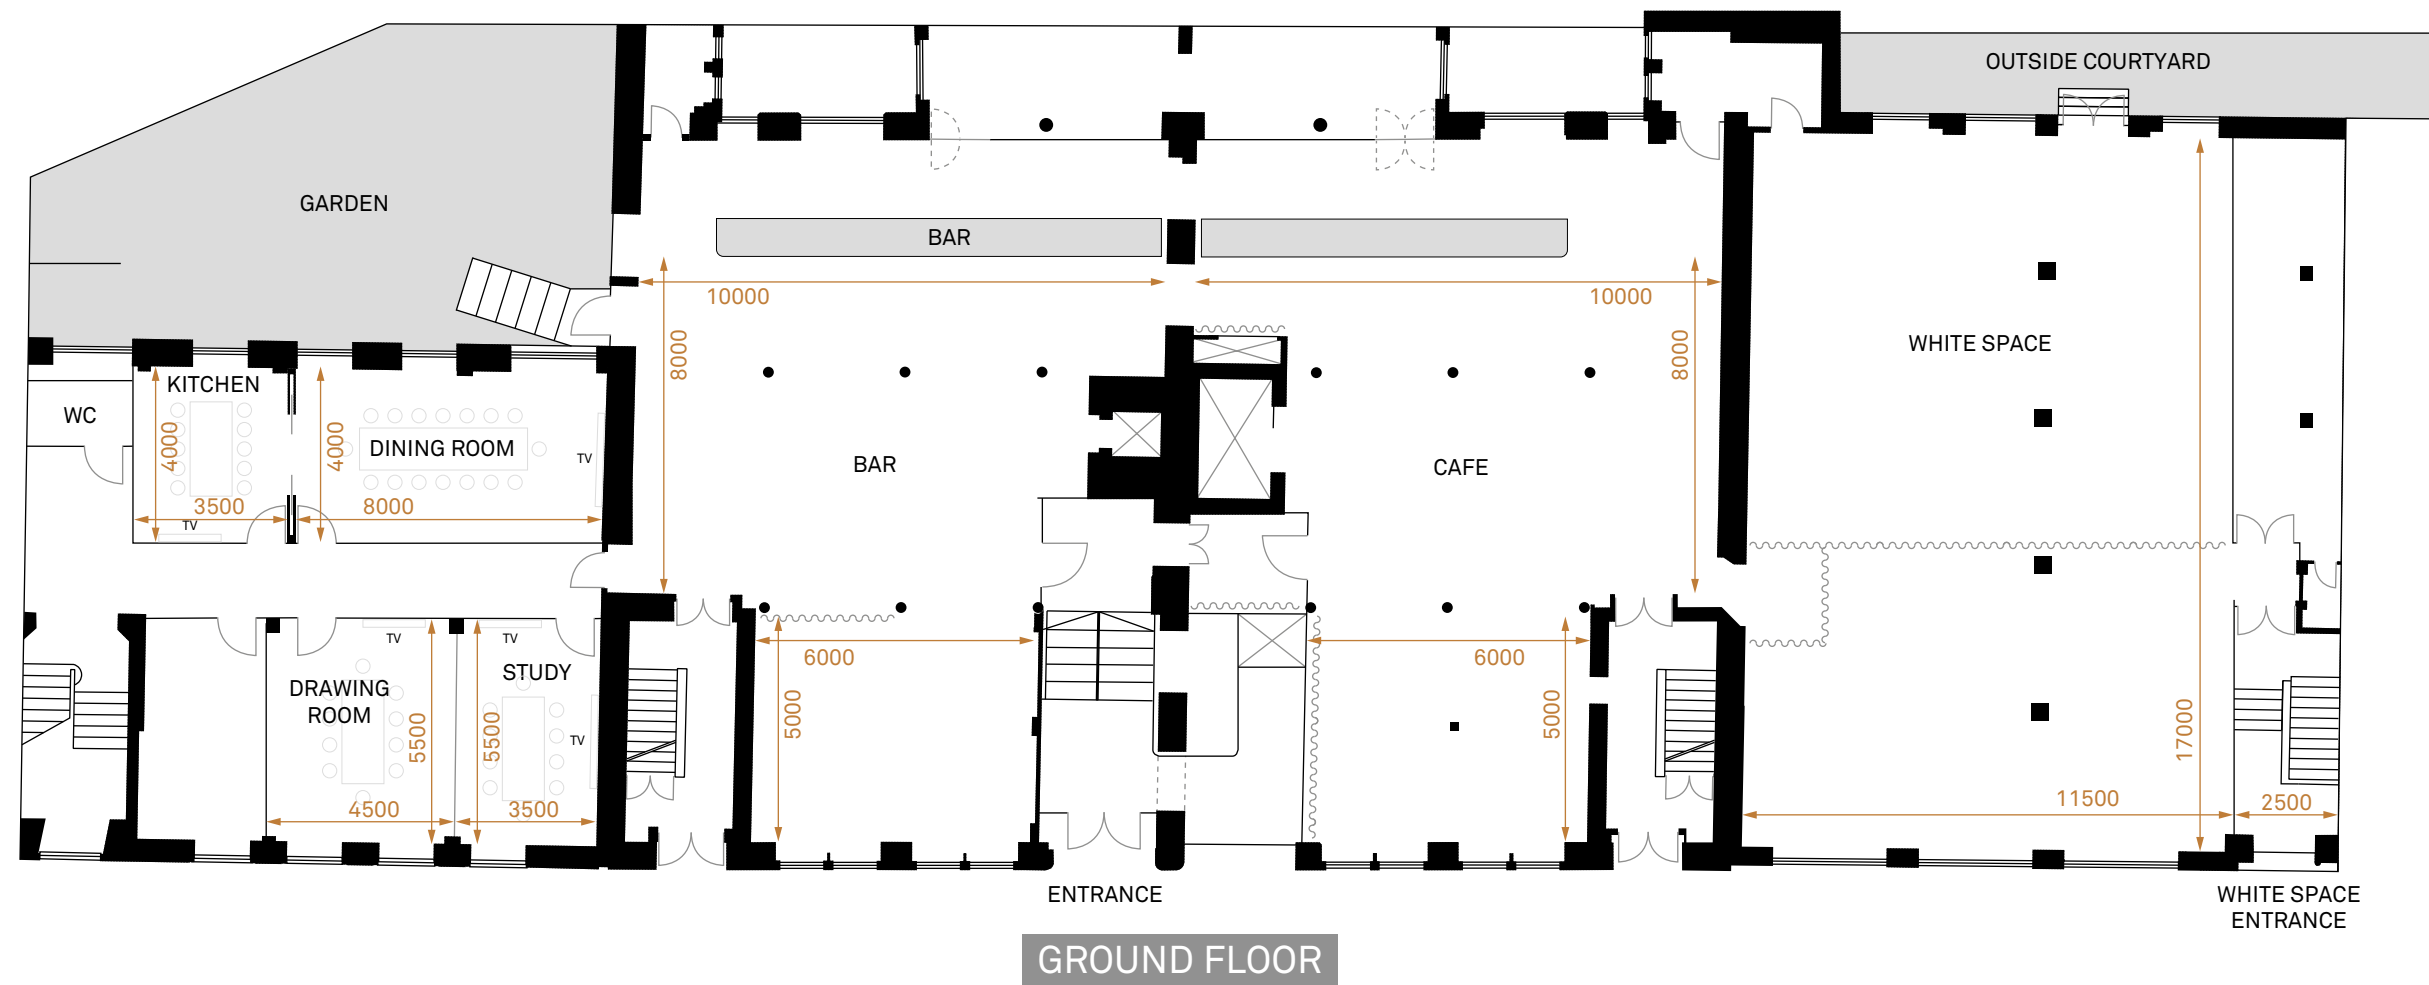 OUTSIDE COURTYARD
GARDEN
BAR
10000
10000
8000
8000
WHITE SPACE
KITCHEN
WC
4000
4000
DINING ROOM
TV
BAR
CAFE
3500
8000
TV
TV
TV
6000
6000
STUDY
DRAWING
ROOM
5500
5500
TV
5000
5000
17000
4500
3500
11500
2500
ENTRANCE
WHITE SPACE
ENTRANCE
GROUND FLOOR